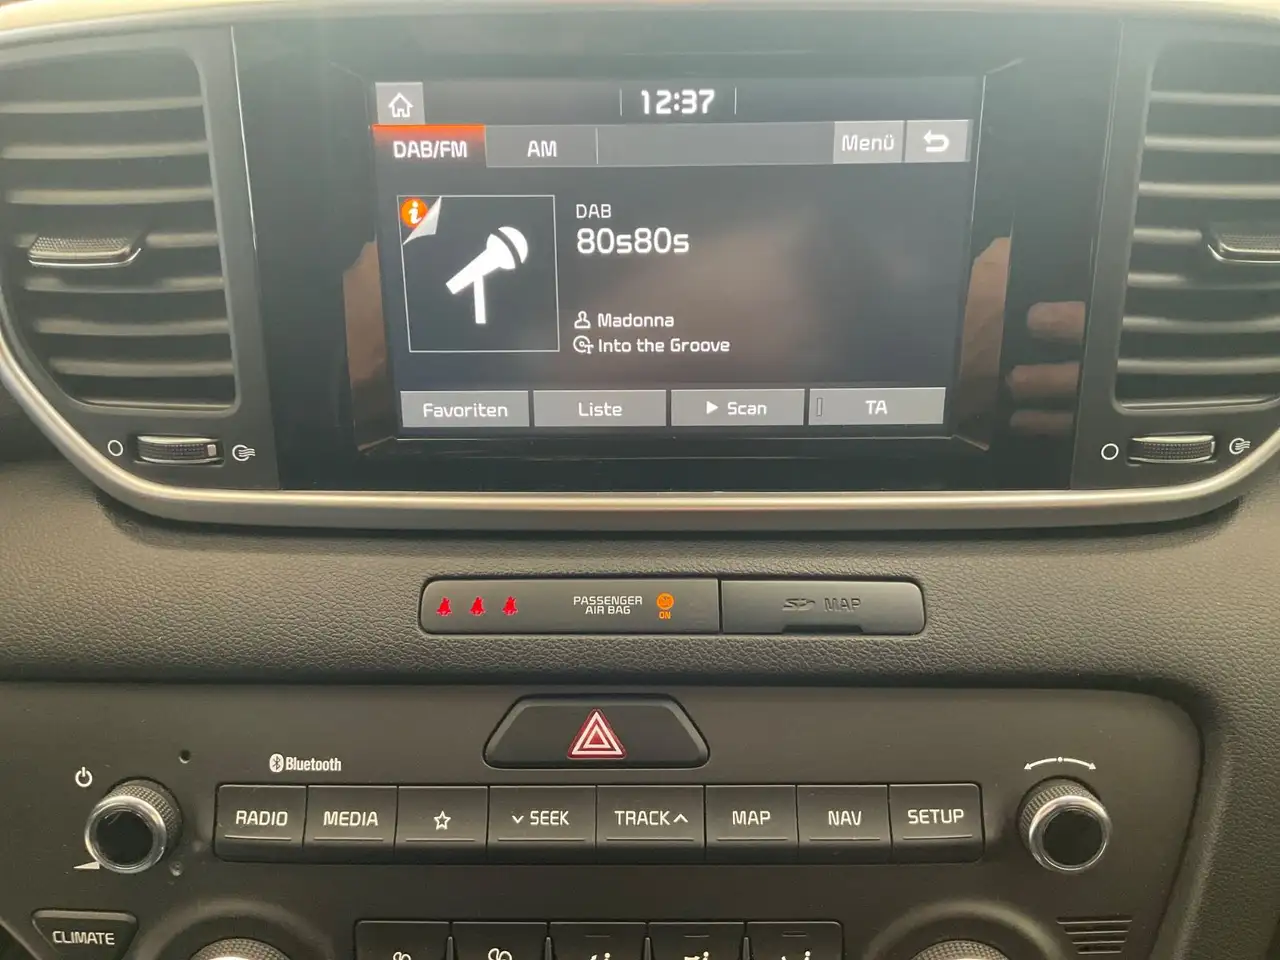 12:37
DAB/FM
AM
Menü
DAB
80s80s
Madonna
Into the Groove
Favoriten
Liste
Scan
TA
PASSENGER
AIR BAG
ON
SD MAP
Bluetooth
RADIO
MEDIA
SEEK
TRACK
MAP
NAV
SETUP
CLIMATE